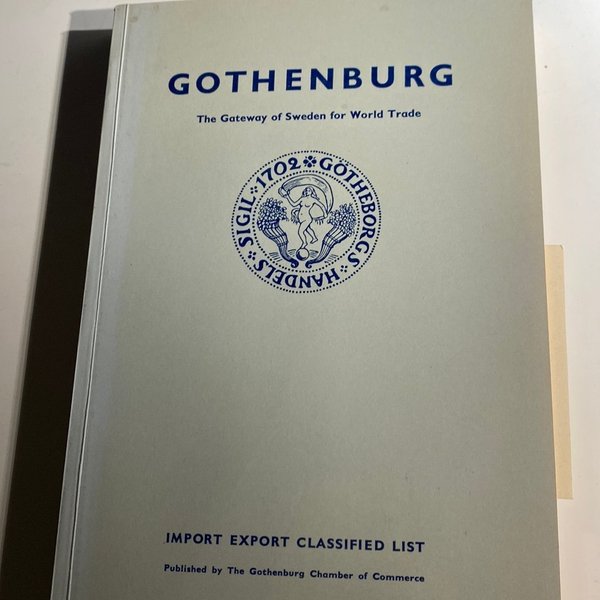 GOTHENBURG
The Gateway of Sweden for World Trade
1702 GÖTHEBORGS HANDELS SIGIL
IMPORT EXPORT CLASSIFIED LIST
Published by The Gothenburg Chamber of Commerce